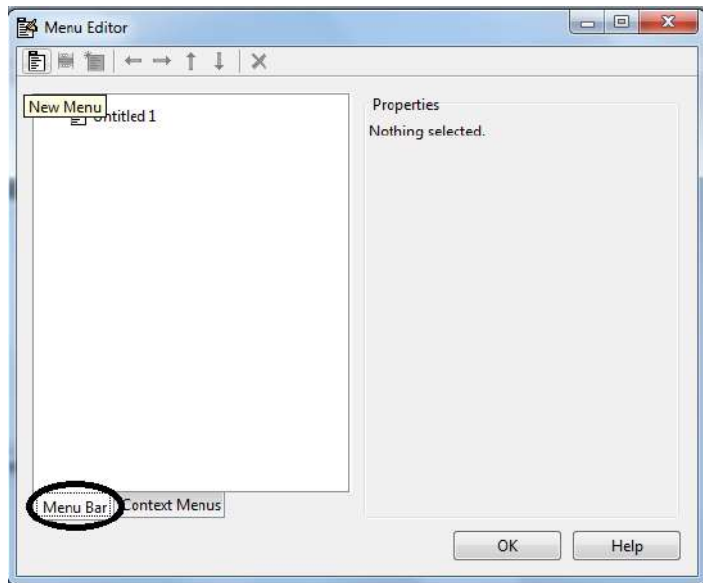 Menu Editor
New Menu
Untitled 1
Properties
Nothing selected.
Menu Bar
Context Menus
OK
Help